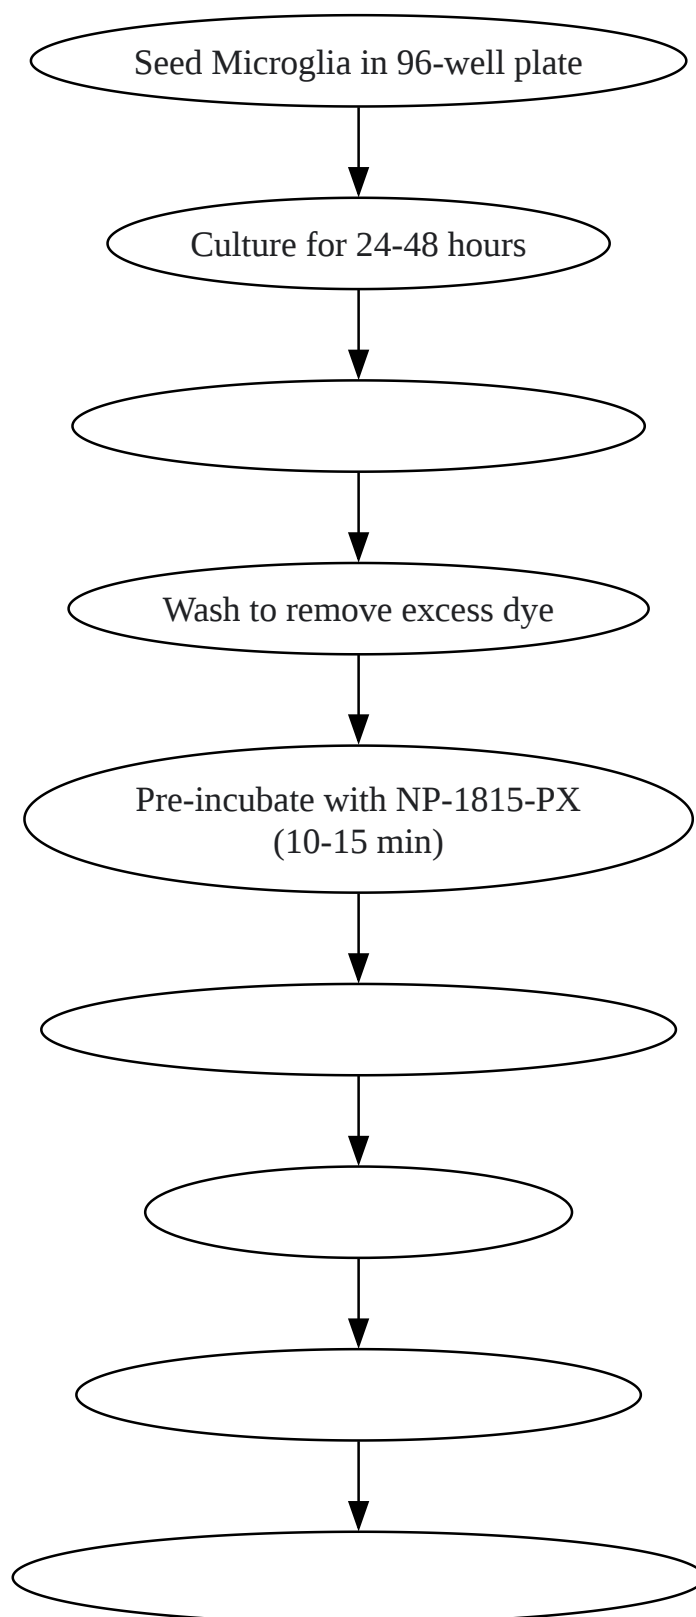 Seed Microglia in 96-well plate
Culture for 24-48 hours
Wash to remove excess dye
Pre-incubate with NP-1815-PX
(10-15 min)